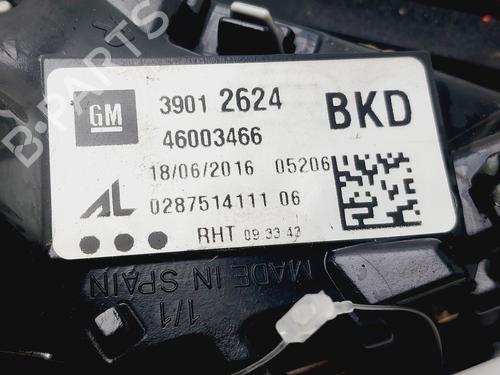 GM
3901 2624
BKD
46003466
18/06/2016 05206
AL
0287514111 06
RHT 09:33:43
MADE IN SPAIN
1/1
B-PARTS